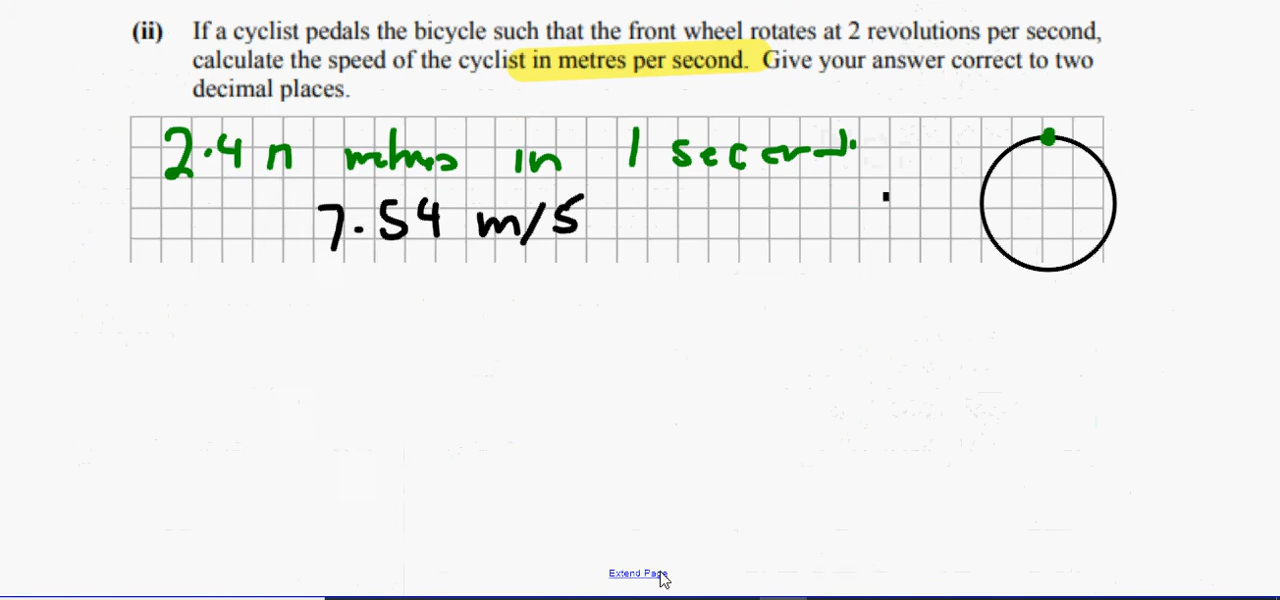 (ii) If a cyclist pedals the bicycle such that the front wheel rotates at 2 revolutions per second,
calculate the speed of the cyclist in metres per second. Give your answer correct to two
decimal places.
2.4 π metres in 1 second.
7.54 m/s
Extend Page